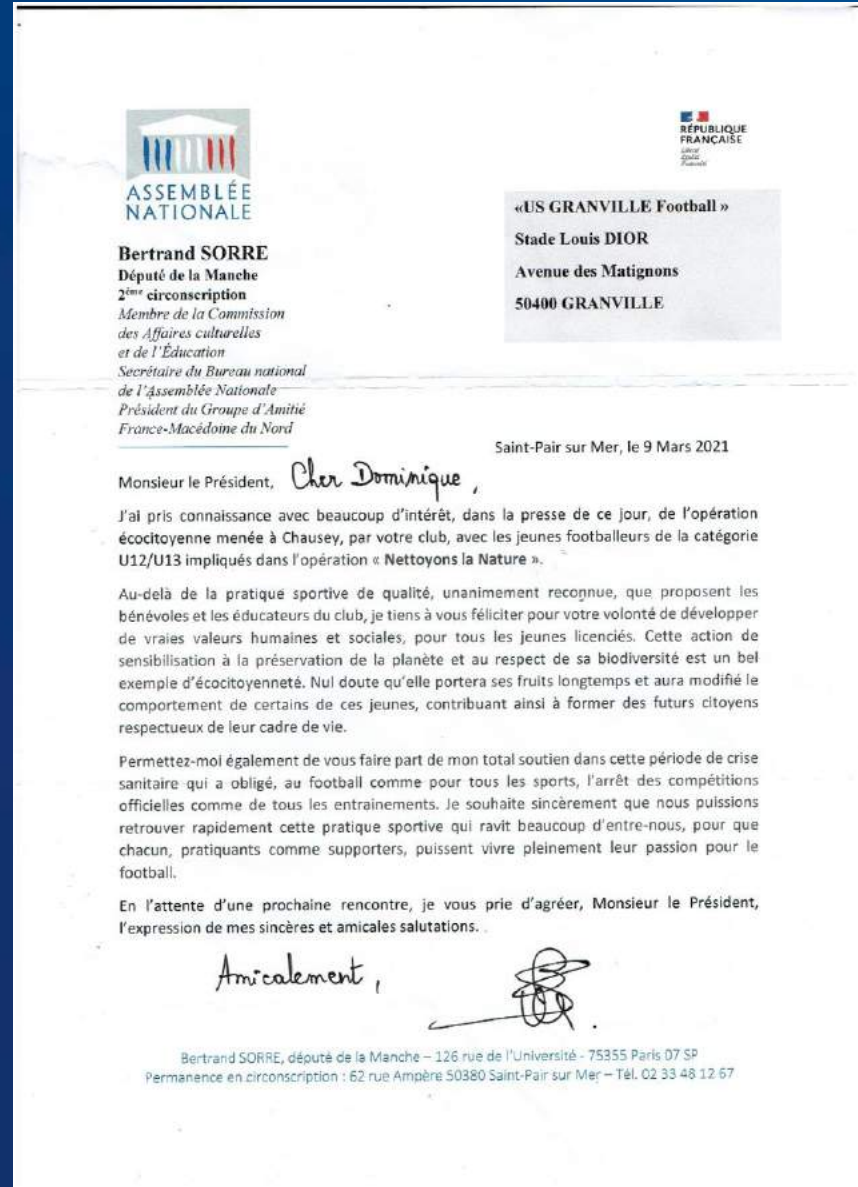 ASSEMBLÉE
NATIONALE
RÉPUBLIQUE
FRANÇAISE
Liberté
Égalité
Fraternité
Bertrand SORRE
Député de la Manche
2ème circonscription
Membre de la Commission
des Affaires culturelles
et de l'Éducation
Secrétaire du Bureau national
de l'Assemblée Nationale
Président du Groupe d'Amitié
France-Macédoine du Nord
«US GRANVILLE Football »
Stade Louis DIOR
Avenue des Matignons
50400 GRANVILLE
Saint-Pair sur Mer, le 9 Mars 2021
Monsieur le Président, Cher Dominique,
J'ai pris connaissance avec beaucoup d'intérêt, dans la presse de ce jour, de l'opération
écocitoyenne menée à Chausey, par votre club, avec les jeunes footballeurs de la catégorie
U12/U13 impliqués dans l'opération « Nettoyons la Nature ».
Au-delà de la pratique sportive de qualité, unanimement reconnue, que proposent les
bénévoles et les éducateurs du club, je tiens à vous féliciter pour votre volonté de développer
de vraies valeurs humaines et sociales, pour tous les jeunes licenciés. Cette action de
sensibilisation à la préservation de la planète et au respect de sa biodiversité est un bel
exemple d'écocitoyenneté. Nul doute qu'elle portera ses fruits longtemps et aura modifié le
comportement de certains de ces jeunes, contribuant ainsi à former des futurs citoyens
respectueux de leur cadre de vie.
Permettez-moi également de vous faire part de mon total soutien dans cette période de crise
sanitaire qui a obligé, au football comme pour tous les sports, l'arrêt des compétitions
officielles comme de tous les entrainements. Je souhaite sincèrement que nous puissions
retrouver rapidement cette pratique sportive qui ravit beaucoup d'entre-nous, pour que
chacun, pratiquants comme supporters, puissent vivre pleinement leur passion pour le
football.
En l'attente d'une prochaine rencontre, je vous prie d'agréer, Monsieur le Président,
l'expression de mes sincères et amicales salutations.
Amicalement,
Bertrand SORRE, député de la Manche – 126 rue de l'Université - 75355 Paris 07 SP
Permanence en circonscription : 62 rue Ampère 50380 Saint-Pair sur Mer – Tél. 02 33 48 12 67